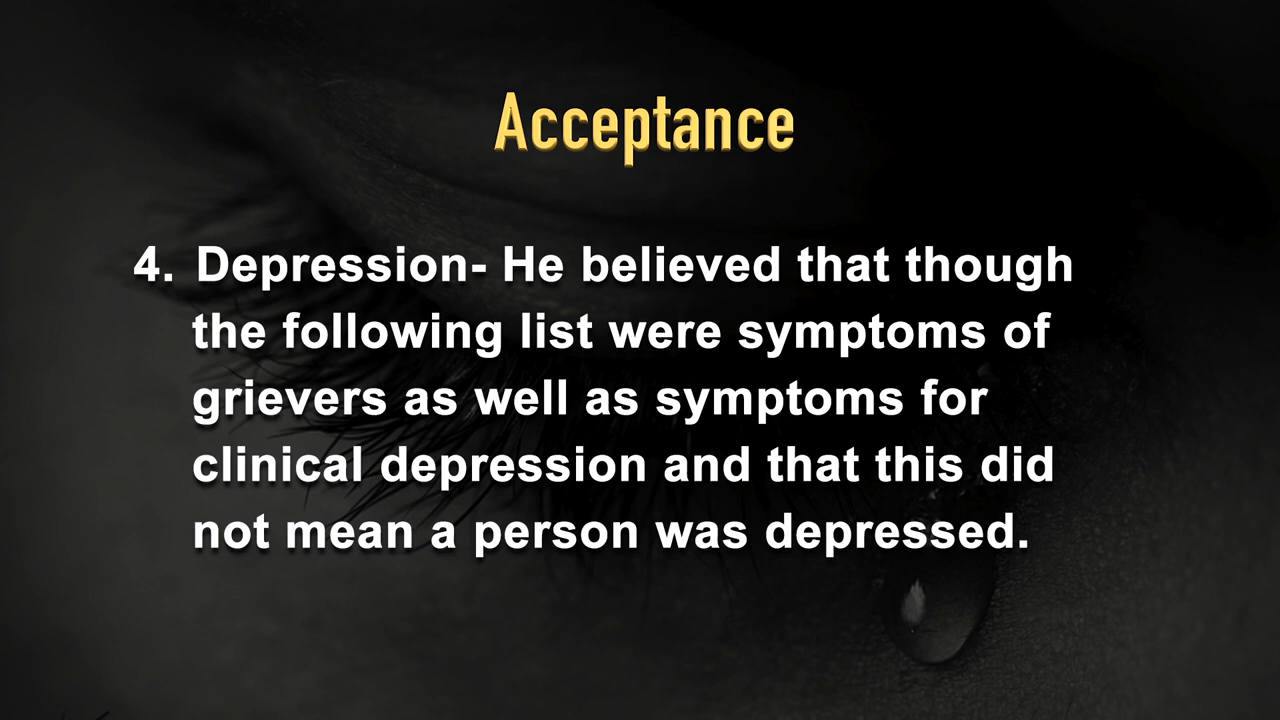 Acceptance
4. Depression- He believed that though
the following list were symptoms of
grievers as well as symptoms for
clinical depression and that this did
not mean a person was depressed.